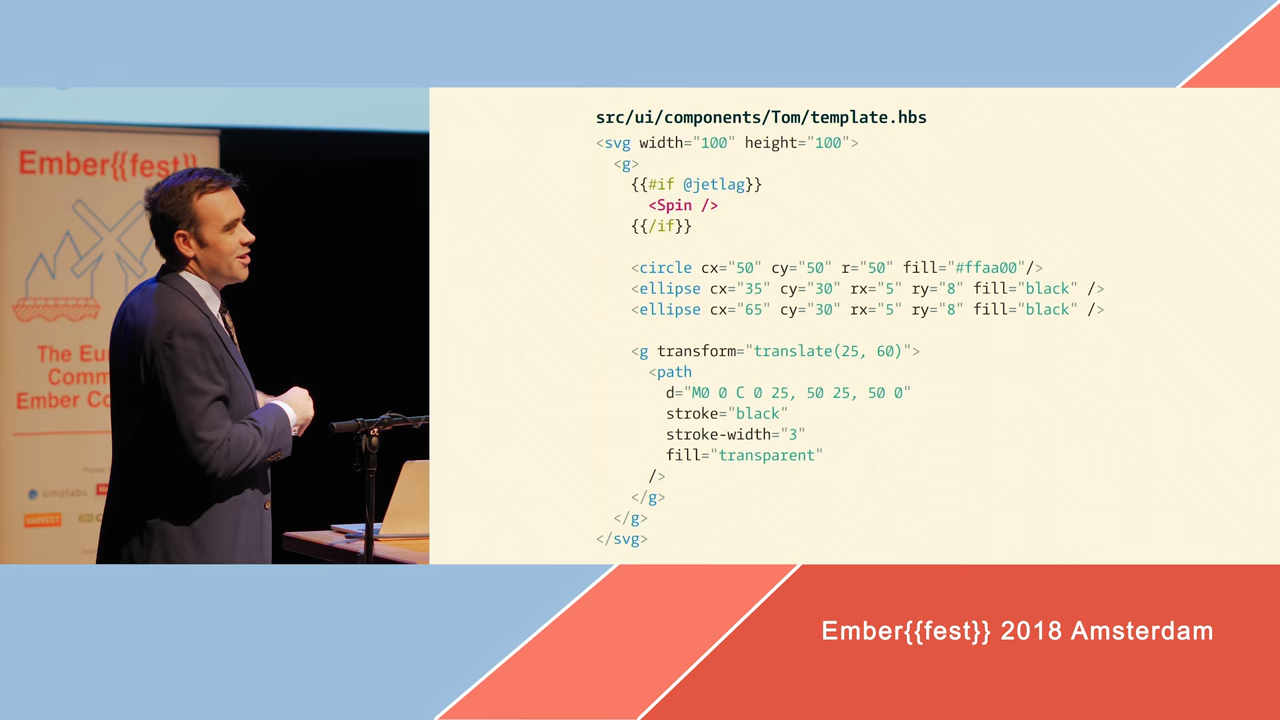 Ember{{fest}}
The Eur
Comm
Ember Co
simplabs
HARVEST
src/ui/components/Tom/template.hbs
<svg width="100" height="100">
<g>
{{#if @jetlag}}
<Spin />
{{/if}}
<circle cx="50" cy="50" r="50" fill="#ffaa00"/>
<ellipse cx="35" cy="30" rx="5" ry="8" fill="black" />
<ellipse cx="65" cy="30" rx="5" ry="8" fill="black" />
<g transform="translate(25, 60)">
<path
d="M0 0 C 0 25, 50 25, 50 0"
stroke="black"
stroke-width="3"
fill="transparent"
/>
</g>
</g>
</svg>
Ember{{fest}} 2018 Amsterdam